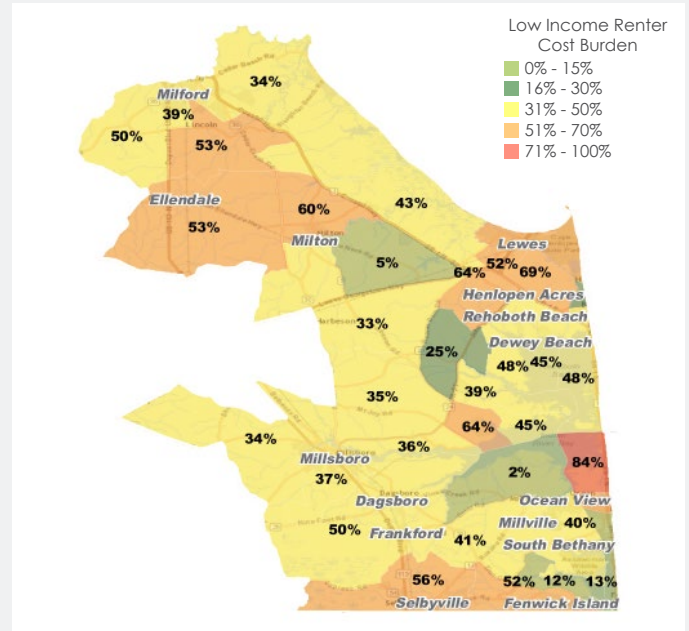 Low Income Renter
Cost Burden
0% - 15%
16% - 30%
31% - 50%
51% - 70%
71% - 100%
34%
Milford
39%
Lincoln
50%
53%
Ellendale
60%
43%
53%
Milton
Lewes
5%
52%
64%
69%
Henlopen Acres
Rehoboth Beach
Harbeson
33%
Dewey Beach
25%
48%
45%
48%
39%
35%
64%
45%
34%
36%
Millsboro
84%
37%
2%
Dagsboro
Ocean View
Millville
40%
50%
Frankford
41%
South Bethany
56%
52%
12%
13%
Selbyville
Fenwick Island